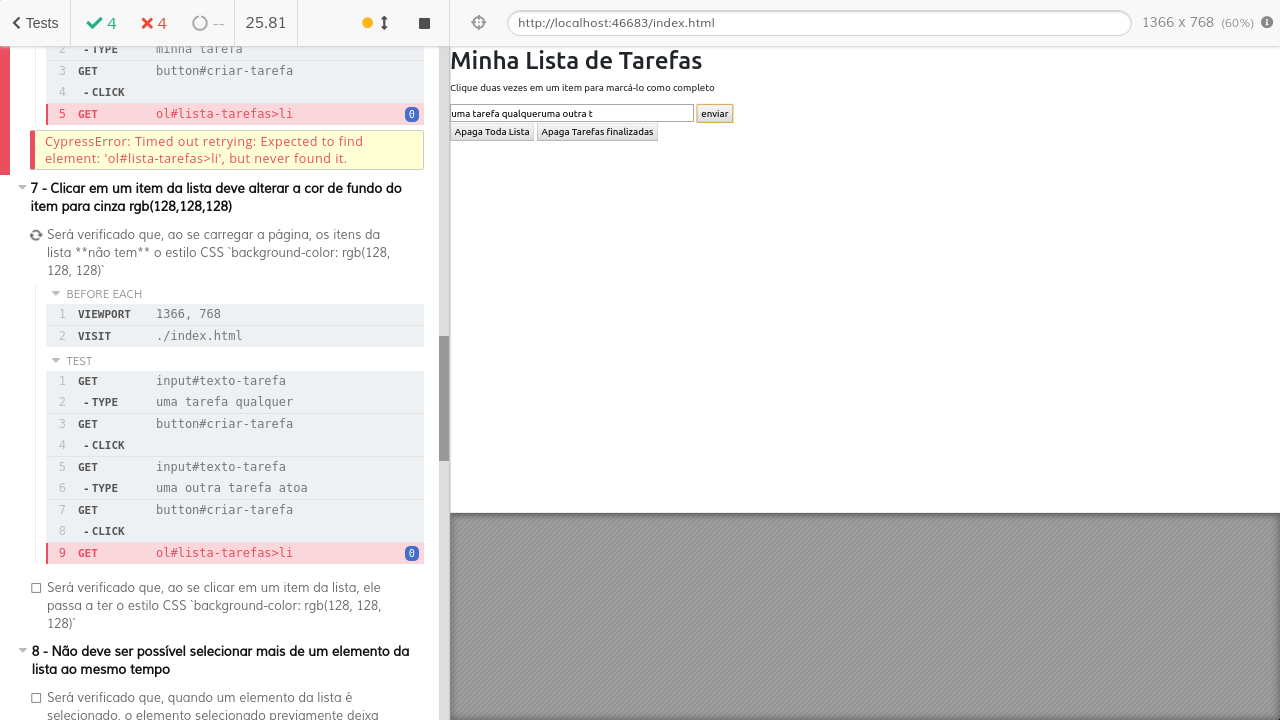 Tests 4 4 -- 25.81
2 -TYPE minha tarefa
3 GET button#criar-tarefa
4 -CLICK
5 GET ol#lista-tarefas>li 0
CypressError: Timed out retrying: Expected to find
element: 'ol#lista-tarefas>li', but never found it.
7 - Clicar em um item da lista deve alterar a cor de fundo do
item para cinza rgb(128,128,128)
Será verificado que, ao se carregar a página, os itens da
lista **não tem** o estilo CSS `background-color: rgb(128,
128, 128)`
BEFORE EACH
1 VIEWPORT 1366, 768
2 VISIT ./index.html
TEST
1 GET input#texto-tarefa
2 -TYPE uma tarefa qualquer
3 GET button#criar-tarefa
4 -CLICK
5 GET input#texto-tarefa
6 -TYPE uma outra tarefa atoa
7 GET button#criar-tarefa
8 -CLICK
9 GET ol#lista-tarefas>li 0
Será verificado que, ao se clicar em um item da lista, ele
passa a ter o estilo CSS `background-color: rgb(128, 128,
128)`
8 - Não deve ser possível selecionar mais de um elemento da
lista ao mesmo tempo
Será verificado que, quando um elemento da lista é
selecionado, o elemento selecionado previamente deixa
http://localhost:46683/index.html 1366 x 768 (60%)
Minha Lista de Tarefas
Clique duas vezes em um item para marcá-lo como completo
uma tarefa qualqueruma outra t enviar
Apaga Toda Lista Apaga Tarefas finalizadas